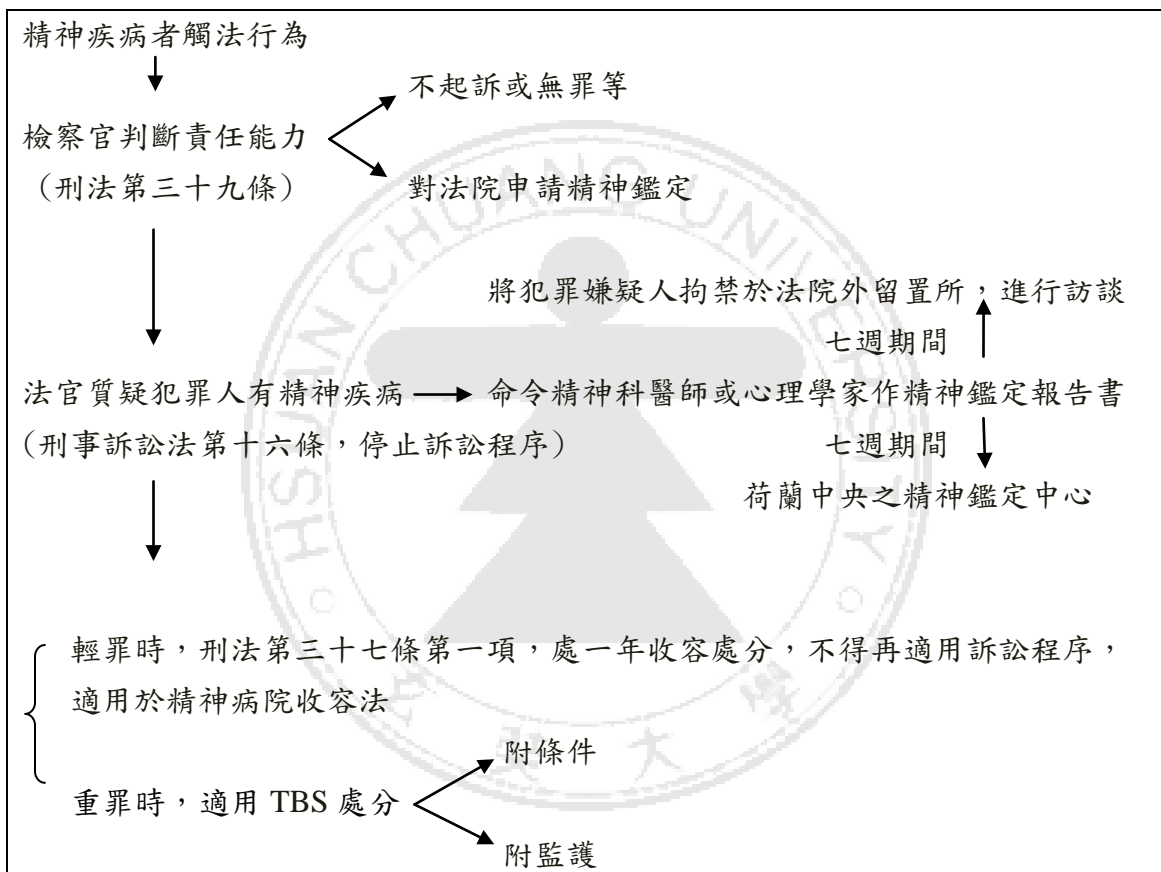 精神疾病者觸法行為
不起訴或無罪等
檢察官判斷責任能力
（刑法第三十九條）
對法院申請精神鑑定
將犯罪嫌疑人拘禁於法院外留置所，進行訪談
七週期間
法官質疑犯罪人有精神疾病
命令精神科醫師或心理學家作精神鑑定報告書
(刑事訴訟法第十六條，停止訴訟程序)
七週期間
荷蘭中央之精神鑑定中心
輕罪時，刑法第三十七條第一項，處一年收容處分，不得再適用訴訟程序，
適用於精神病院收容法
附條件
重罪時，適用 TBS 處分
附監護
HSUAN CHUANG UNIVERSITY
玄奘大學